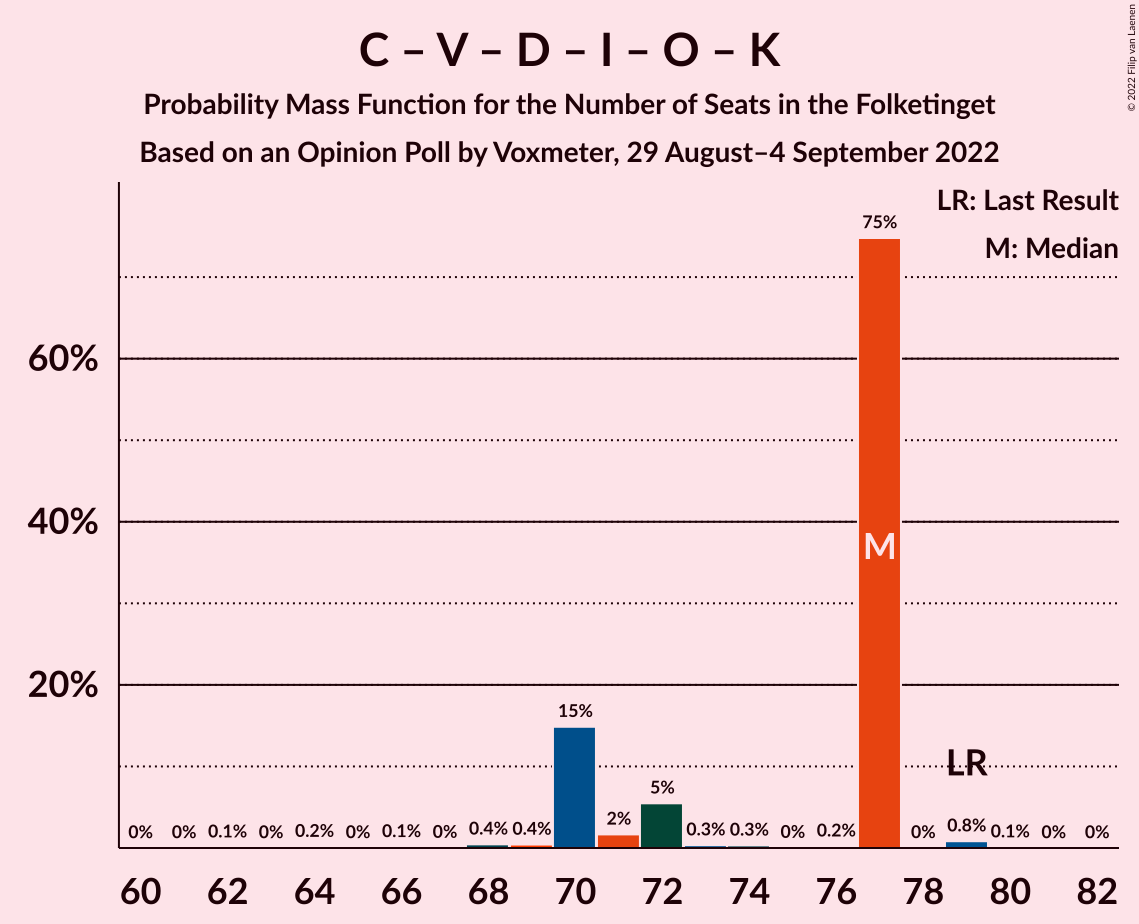 C – V – D – I – O – K
Probability Mass Function for the Number of Seats in the Folketinget
Based on an Opinion Poll by Voxmeter, 29 August–4 September 2022
© 2022 Filip van Laenen
LR: Last Result
M: Median
60%
40%
20%
0% 0% 0.1% 0% 0.2% 0% 0.1% 0% 0.4% 0.4% 15% 2% 5% 0.3% 0.3% 0% 0.2% 75% 0% 0.8% 0.1% 0% 0%
M
LR
60 62 64 66 68 70 72 74 76 78 80 82